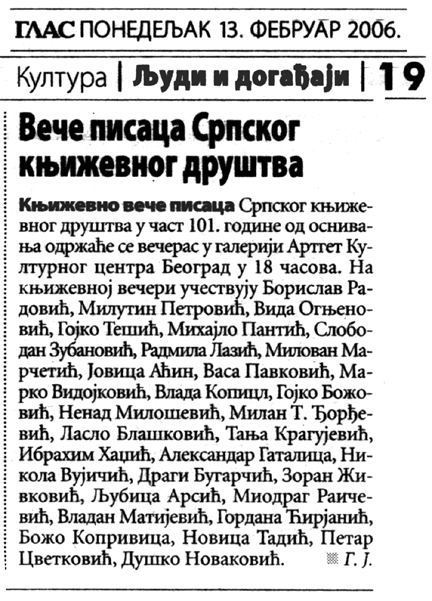 ГЛАС ПОНЕДЕЉАК 13. ФЕБРУАР 2006.
Култура | Људи и догађаји | 19
Вече писаца Српског
књижевног друштва
Књижевно вече писаца Српског књиже-
вног друштва у част 101. године од оснива-
ња одржаће се вечерас у галерији Артгет Ку-
лтурног центра Београд у 18 часова. На
књижевној вечери учествују Борислав Ра-
довић, Милутин Петровић, Вида Огњено-
вић, Гојко Тешић, Михајло Пантић, Слобо-
дан Зубановић, Радмила Лазић, Милован Ма-
рчетић, Јовица Аћин, Васа Павковић, Ма-
рко Видојковић, Влада Копицл, Гојко Божо-
вић, Ненад Милошевић, Милан Т. Ђорђе-
вић, Ласло Блашковић, Тања Крагујевић,
Ибрахим Хаџић, Александар Гаталица, Ни-
кола Вујичић, Драги Бугарчић, Зоран Жи-
вковић, Љубица Арсић, Миодраг Раиче-
вић, Владан Матијевић, Гордана Ћирјанић,
Божо Копривица, Новица Тадић, Петар
Цветковић, Душко Новаковић. Г. Ј.